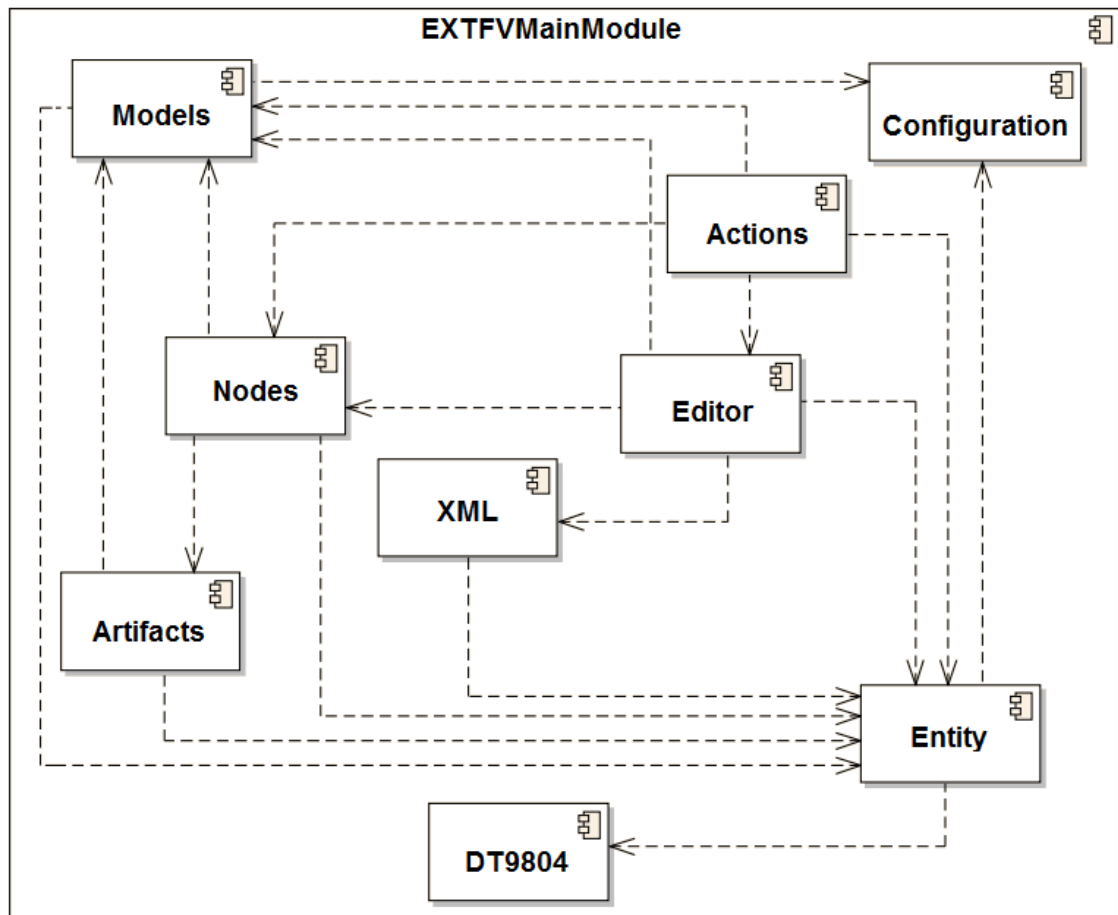 EXTFVMainModule
Models
Configuration
Actions
Nodes
Editor
XML
Artifacts
Entity
DT9804